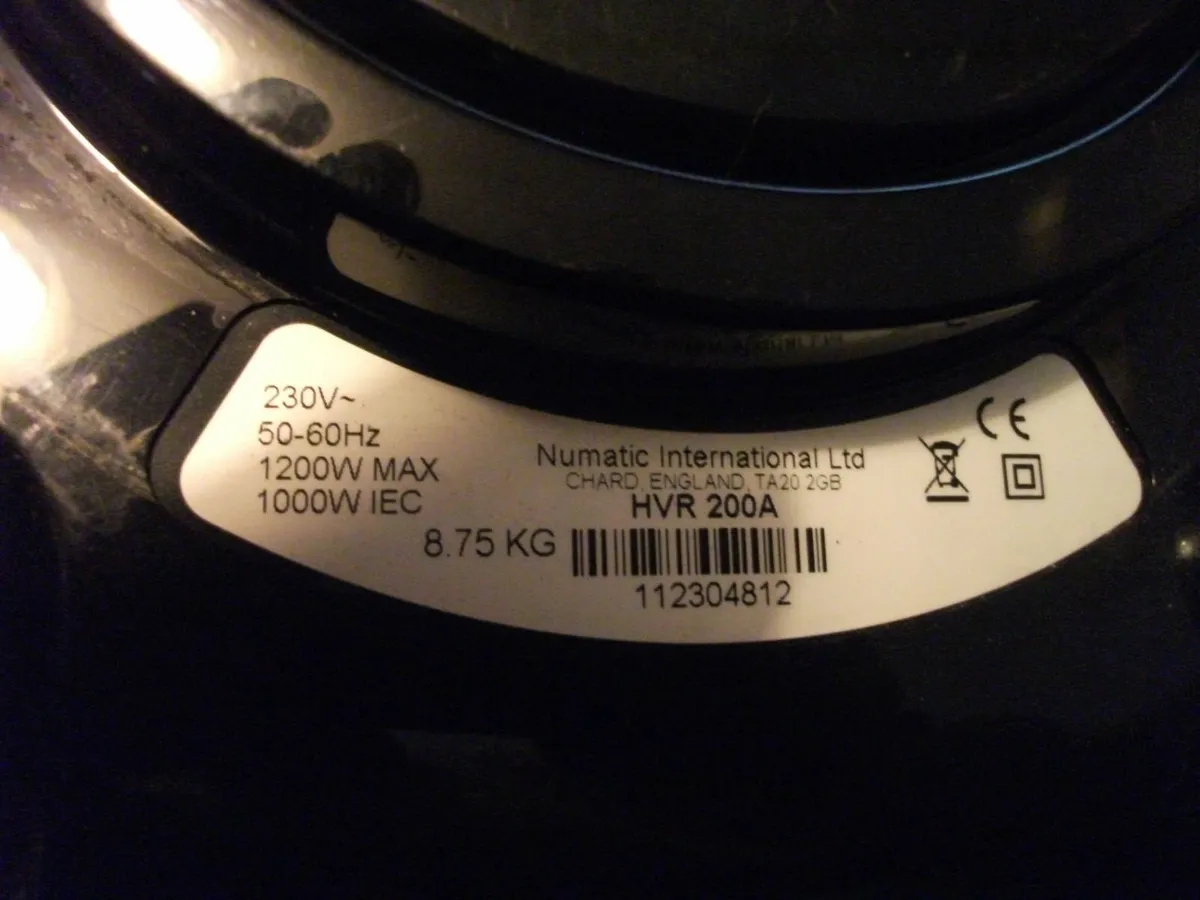 230V~
50-60Hz
1200W MAX
1000W IEC
8.75 KG
Numatic International Ltd
CHARD, ENGLAND, TA20 2GB
HVR 200A
112304812
CE